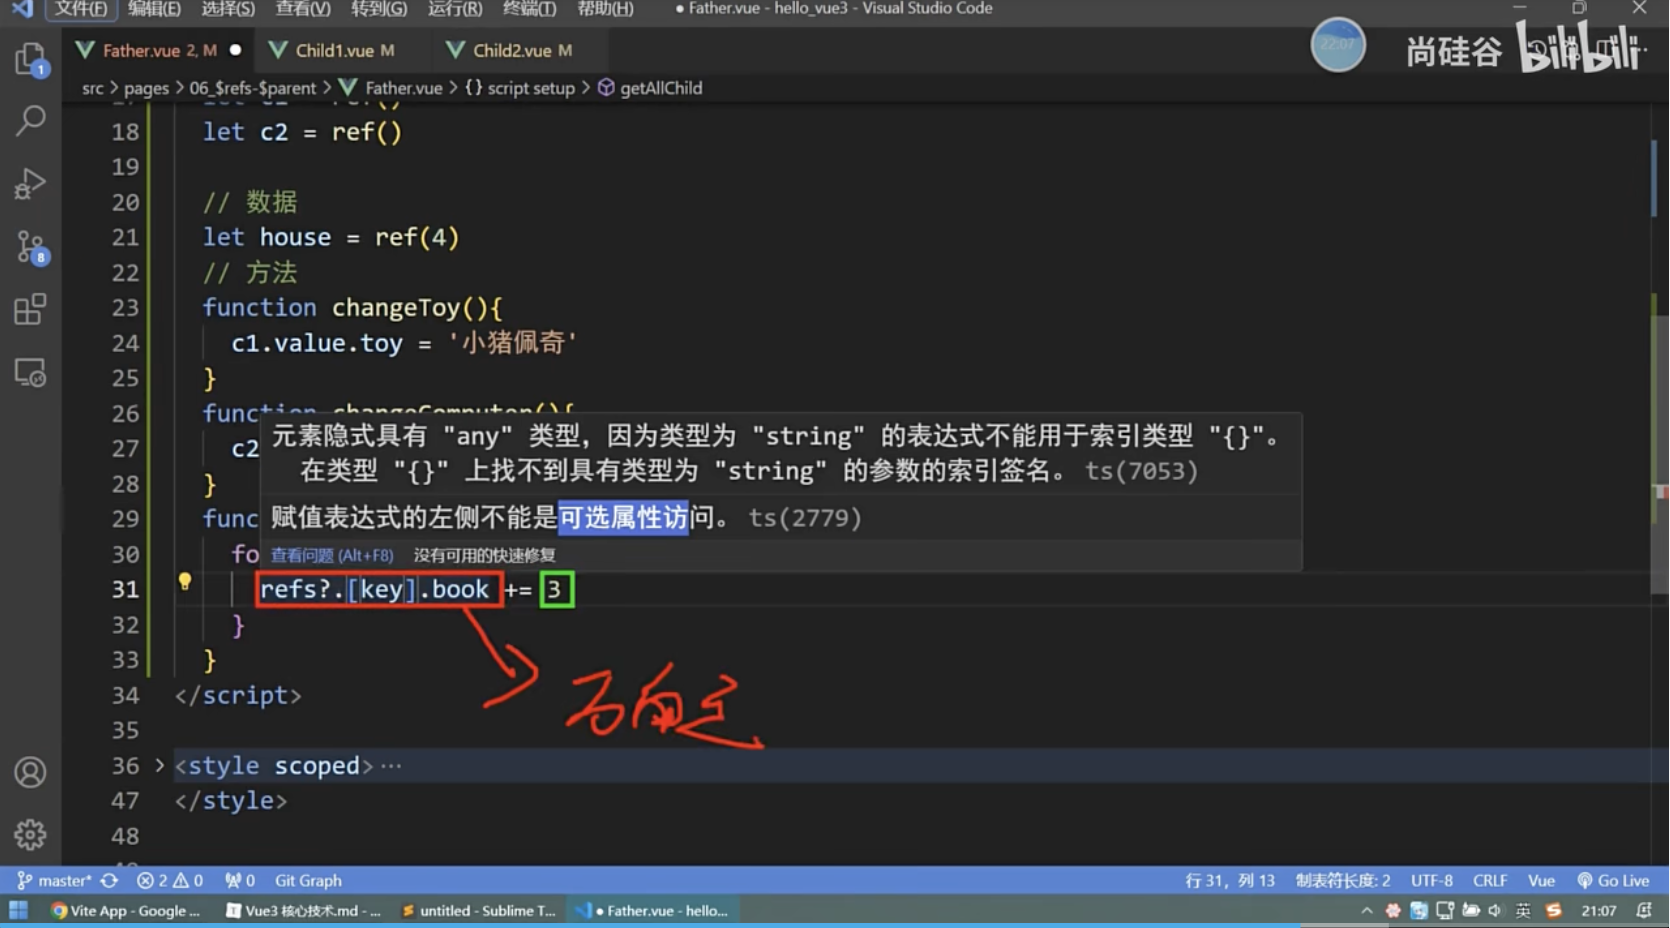 文件(F) 编辑(E) 选择(S) 查看(V) 转到(G) 运行(R) 终端(T) 帮助(H) ● Father.vue - hello_vue3 - Visual Studio Code
Father.vue 2, M ● Child1.vue M Child2.vue M
22:07
尚硅谷 bilibili
src > pages > 06_$refs-$parent > Father.vue > {} script setup > getAllChild
18 let c2 = ref()
19
20 // 数据
21 let house = ref(4)
22 // 方法
23 function changeToy(){
24 c1.value.toy = '小猪佩奇'
25 }
26 function changeComputer(){
元素隐式具有 "any" 类型，因为类型为 "string" 的表达式不能用于索引类型 "{}"。
27 c2
在类型 "{}" 上找不到具有类型为 "string" 的参数的索引签名。 ts(7053)
28 }
29 func
赋值表达式的左侧不能是可选属性访问。 ts(2779)
30 fo
查看问题 (Alt+F8) 没有可用的快速修复
31 refs?.[key].book += 3
32 }
33 }
34 </script>
35
36 > <style scoped>···
47 </style>
48
1
8
master* 2 0 0 Git Graph 行 31，列 13 制表符长度: 2 UTF-8 CRLF Vue Go Live
Vite App - Google ... Vue3 核心技术.md - ... untitled - Sublime T... ● Father.vue - hello... 英 21:07